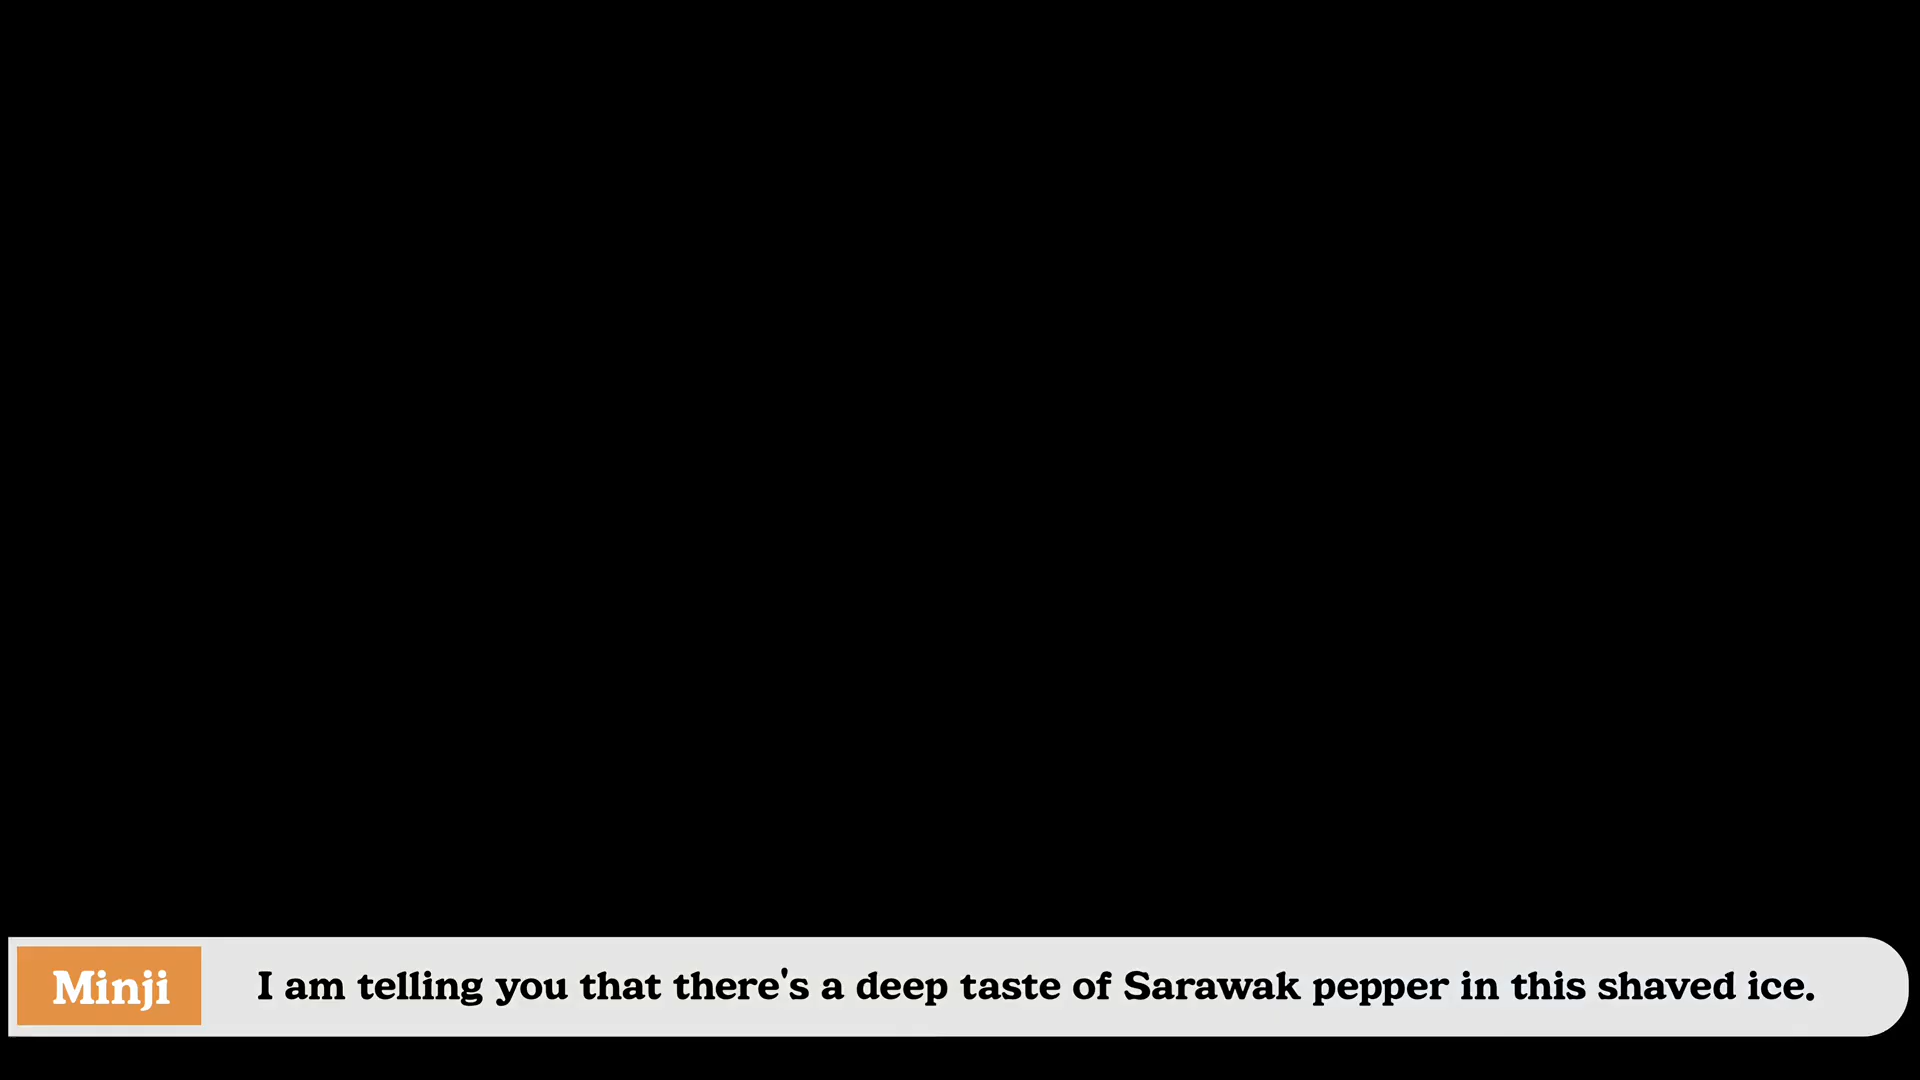 Minji I am telling you that there's a deep taste of Sarawak pepper in this shaved ice.